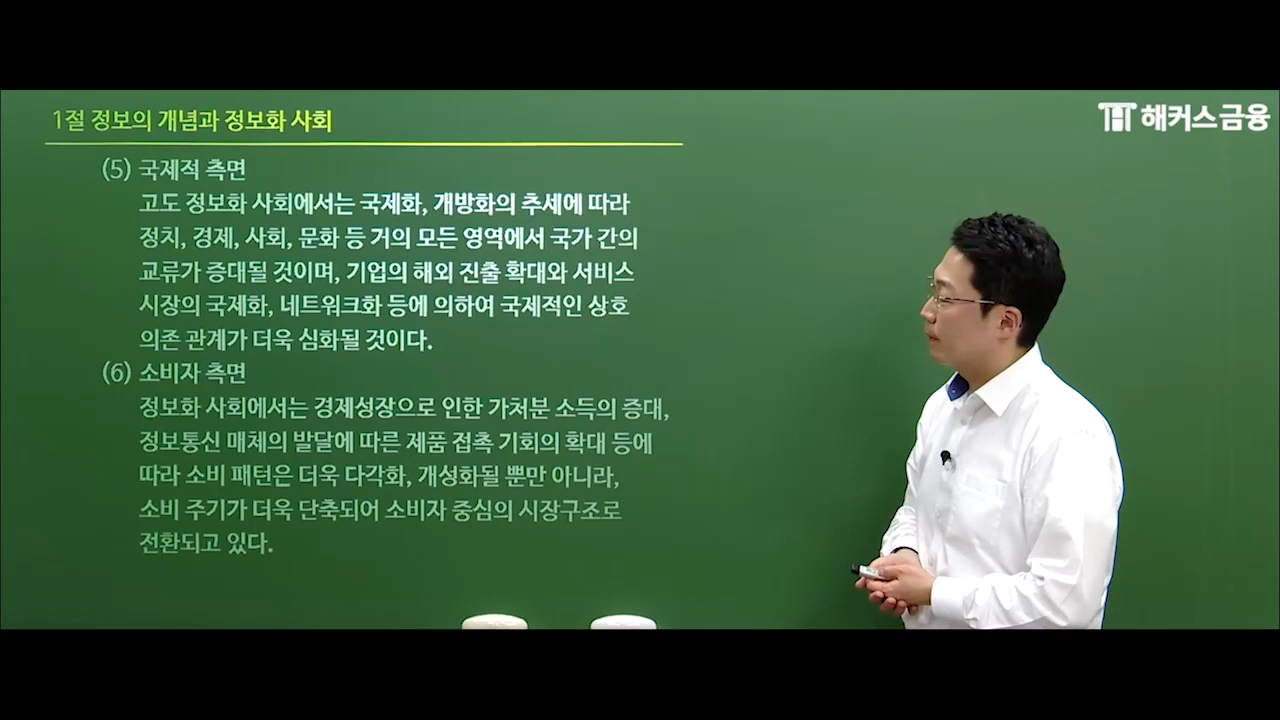 1절 정보의 개념과 정보화 사회
해커스금융
(5) 국제적 측면
고도 정보화 사회에서는 국제화, 개방화의 추세에 따라
정치, 경제, 사회, 문화 등 거의 모든 영역에서 국가 간의
교류가 증대될 것이며, 기업의 해외 진출 확대와 서비스
시장의 국제화, 네트워크화 등에 의하여 국제적인 상호
의존 관계가 더욱 심화될 것이다.
(6) 소비자 측면
정보화 사회에서는 경제성장으로 인한 가처분 소득의 증대,
정보통신 매체의 발달에 따른 제품 접촉 기회의 확대 등에
따라 소비 패턴은 더욱 다각화, 개성화될 뿐만 아니라,
소비 주기가 더욱 단축되어 소비자 중심의 시장구조로
전환되고 있다.